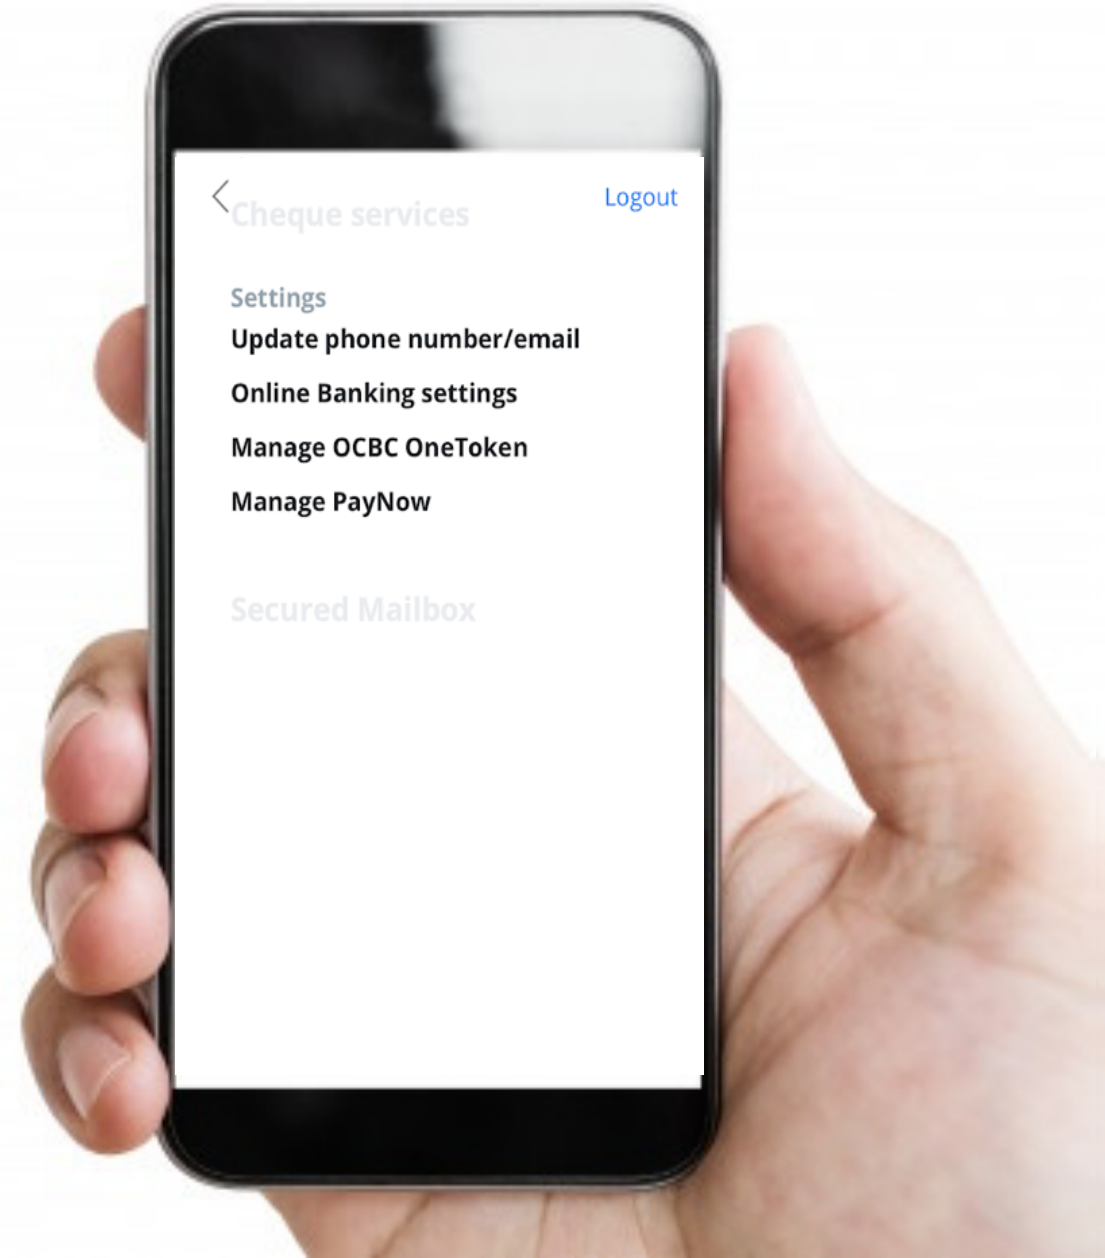 Logout
Cheque services
Settings
Update phone number/email
Online Banking settings
Manage OCBC OneToken
Manage PayNow
Secured Mailbox